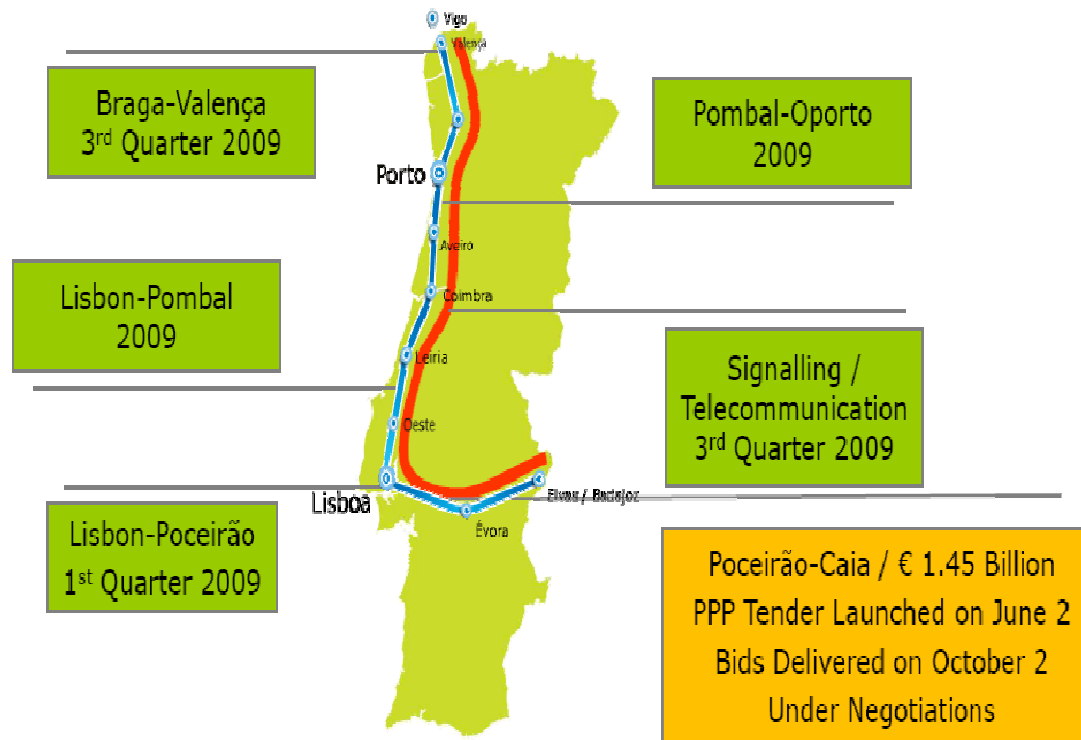 Vigo
Valença
Braga-Valença
3rd Quarter 2009
Pombal-Oporto
2009
Porto
Aveiro
Lisbon-Pombal
2009
Coimbra
Leiria
Signalling /
Telecommunication
3rd Quarter 2009
Oeste
Lisboa
Elvas / Badajoz
Évora
Lisbon-Poceirão
1st Quarter 2009
Poceirão-Caia / € 1.45 Billion
PPP Tender Launched on June 2
Bids Delivered on October 2
Under Negotiations